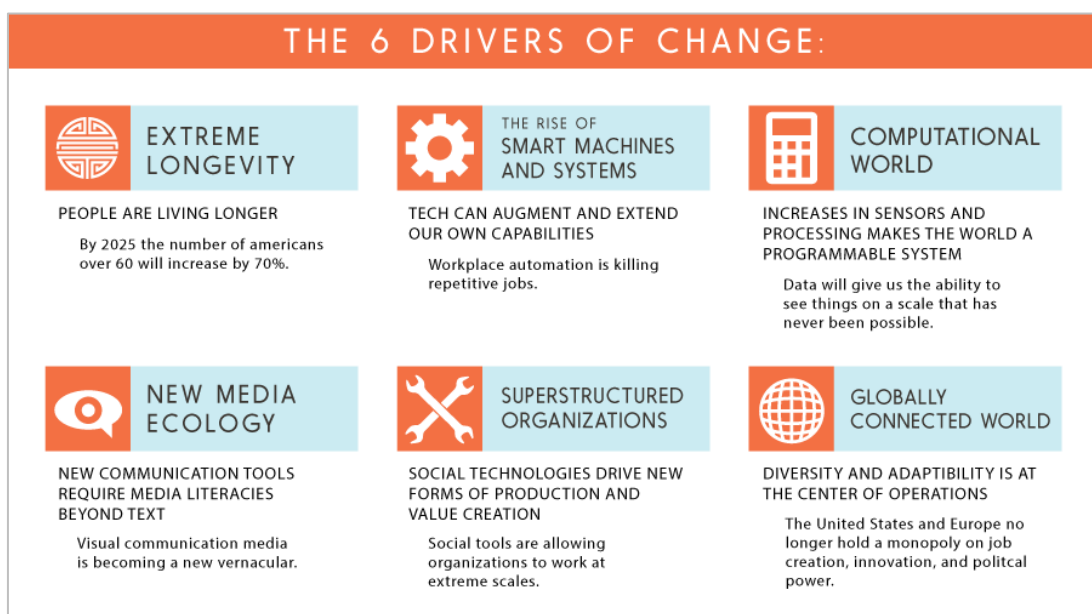 THE 6 DRIVERS OF CHANGE:
EXTREME
LONGEVITY
PEOPLE ARE LIVING LONGER
By 2025 the number of americans
over 60 will increase by 70%.
THE RISE OF
SMART MACHINES
AND SYSTEMS
TECH CAN AUGMENT AND EXTEND
OUR OWN CAPABILITIES
Workplace automation is killing
repetitive jobs.
COMPUTATIONAL
WORLD
INCREASES IN SENSORS AND
PROCESSING MAKES THE WORLD A
PROGRAMMABLE SYSTEM
Data will give us the ability to
see things on a scale that has
never been possible.
NEW MEDIA
ECOLOGY
NEW COMMUNICATION TOOLS
REQUIRE MEDIA LITERACIES
BEYOND TEXT
Visual communication media
is becoming a new vernacular.
SUPERSTRUCTURED
ORGANIZATIONS
SOCIAL TECHNOLOGIES DRIVE NEW
FORMS OF PRODUCTION AND
VALUE CREATION
Social tools are allowing
organizations to work at
extreme scales.
GLOBALLY
CONNECTED WORLD
DIVERSITY AND ADAPTIBILITY IS AT
THE CENTER OF OPERATIONS
The United States and Europe no
longer hold a monopoly on job
creation, innovation, and politcal
power.